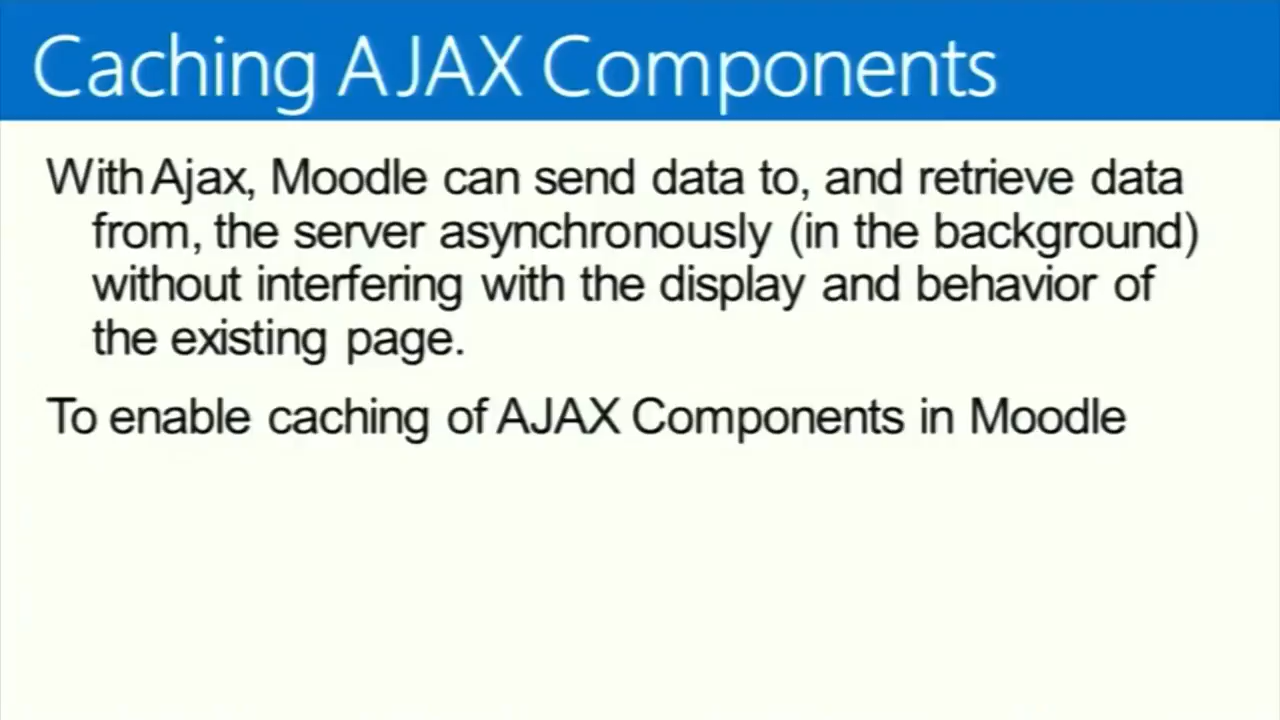 Caching AJAX Components
With Ajax, Moodle can send data to, and retrieve data
from, the server asynchronously (in the background)
without interfering with the display and behavior of
the existing page.
To enable caching of AJAX Components in Moodle